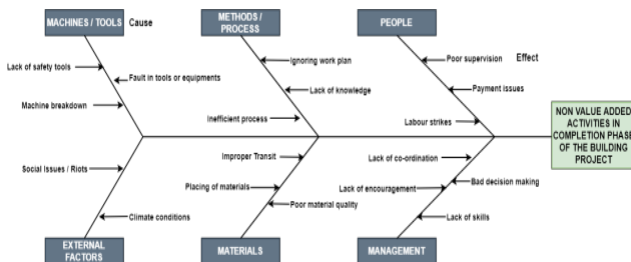 MACHINES / TOOLS
Cause
METHODS /
PROCESS
PEOPLE
Lack of safety tools
Fault in tools or equipments
Machine breakdown
Ignoring work plan
Lack of knowledge
Inefficient process
Poor supervision
Effect
Payment issues
Labour strikes
NON VALUE ADDED
ACTIVITIES IN
COMPLETION PHASE
OF THE BUILDING
PROJECT
Social Issues / Riots
Climate conditions
Improper Transit
Placing of materials
Poor material quality
Lack of co-ordination
Bad decision making
Lack of encouragement
Lack of skills
EXTERNAL
FACTORS
MATERIALS
MANAGEMENT